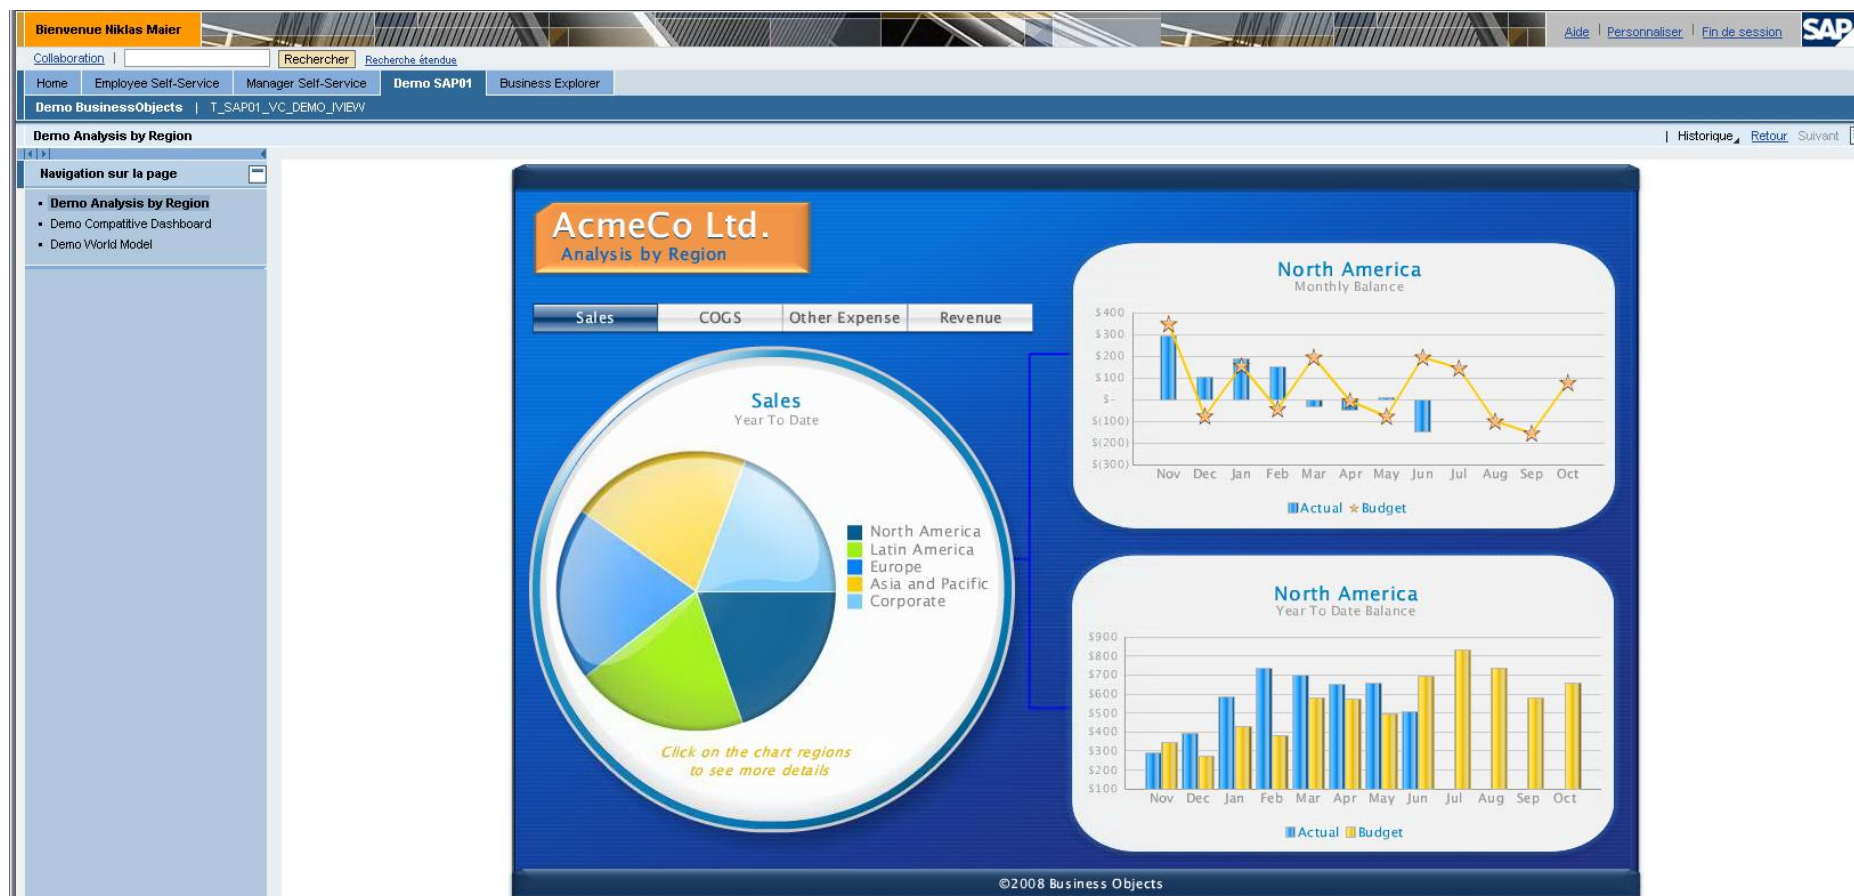 Bienvenue Niklas Maier
Aide | Personnaliser | Fin de session
SAP
Collaboration | Rechercher Recherche étendue
Home Employee Self-Service Manager Self-Service Demo SAP01 Business Explorer
Demo BusinessObjects | T_SAP01_VC_DEMO_IVIEW
Demo Analysis by Region
| Historique Retour Suivant
Navigation sur la page
Demo Analysis by Region
Demo Compatitive Dashboard
Demo World Model
AcmeCo Ltd.
Analysis by Region
Sales COGS Other Expense Revenue
Sales
Year To Date
North America
Latin America
Europe
Asia and Pacific
Corporate
Click on the chart regions
to see more details
North America
Monthly Balance
$400
$300
$200
$100
$-
$(100)
$(200)
$(300)
Nov Dec Jan Feb Mar Apr May Jun Jul Aug Sep Oct
Actual Budget
North America
Year To Date Balance
$900
$800
$700
$600
$500
$400
$300
$200
$100
Nov Dec Jan Feb Mar Apr May Jun Jul Aug Sep Oct
Actual Budget
©2008 Business Objects